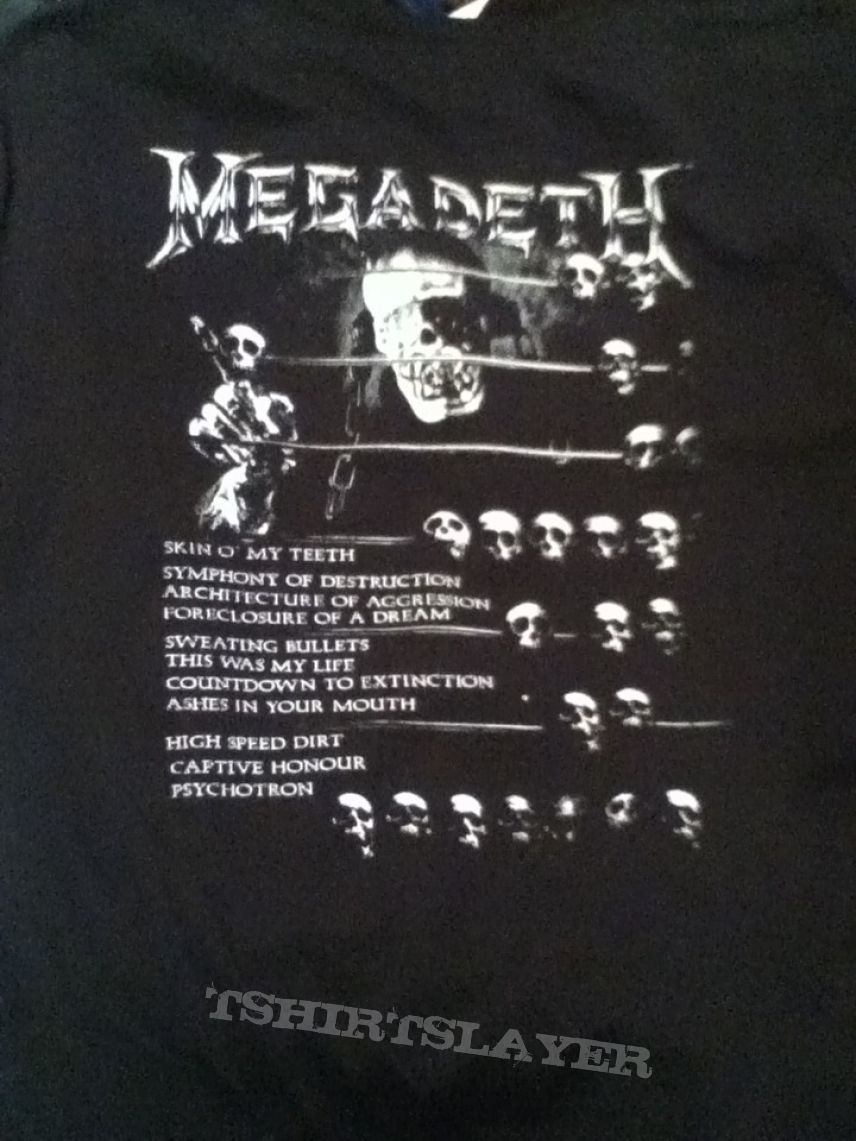 MEGADETH
SKIN O' MY TEETH
SYMPHONY OF DESTRUCTION
ARCHITECTURE OF AGGRESSION
FORECLOSURE OF A DREAM
SWEATING BULLETS
THIS WAS MY LIFE
COUNTDOWN TO EXTINCTION
ASHES IN YOUR MOUTH
HIGH SPEED DIRT
CAPTIVE HONOUR
PSYCHOTRON
TSHIRTSLAYER